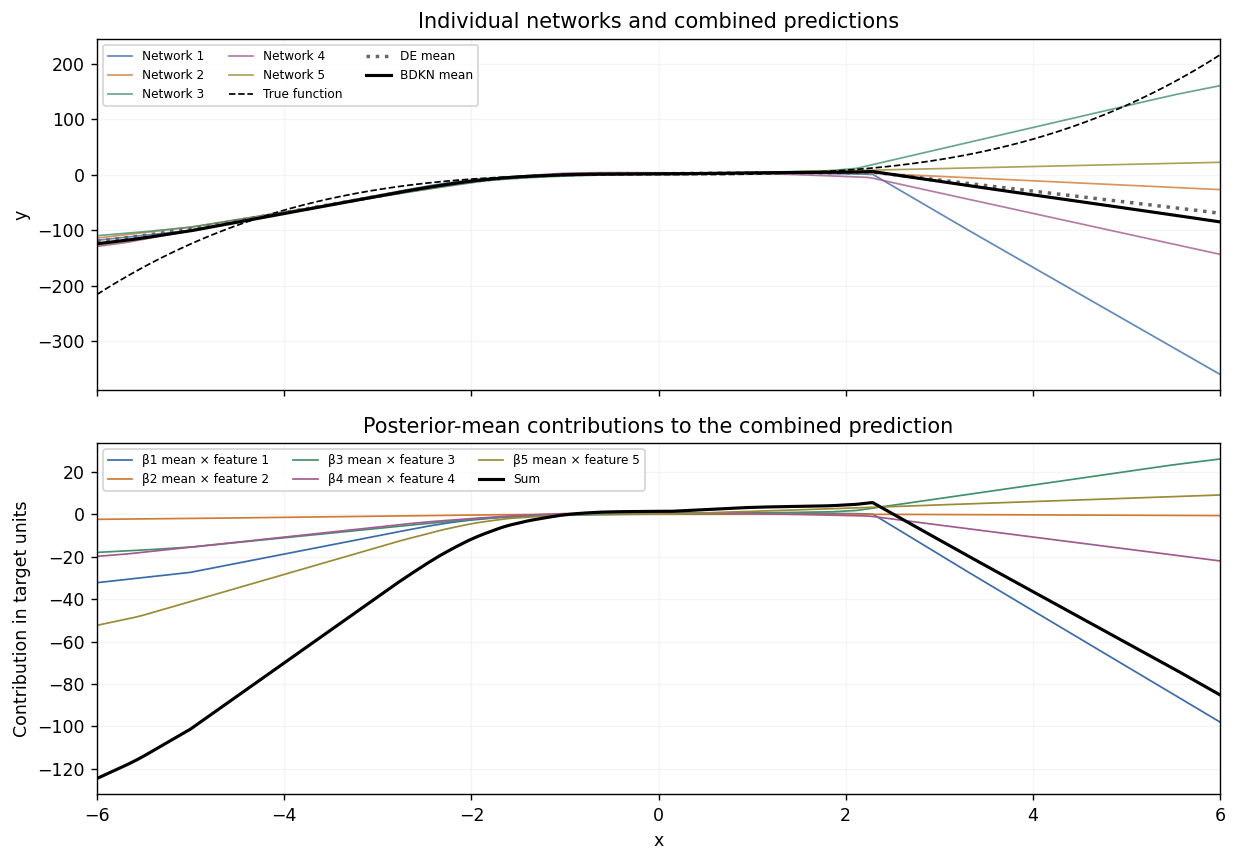 Individual networks and combined predictions
Network 1
Network 2
Network 3
Network 4
Network 5
True function
DE mean
BDKN mean
200
100
0
−100
−200
−300
y
Posterior-mean contributions to the combined prediction
β1 mean × feature 1
β2 mean × feature 2
β3 mean × feature 3
β4 mean × feature 4
β5 mean × feature 5
Sum
20
0
−20
−40
−60
−80
−100
−120
Contribution in target units
−6
−4
−2
0
2
4
6
x